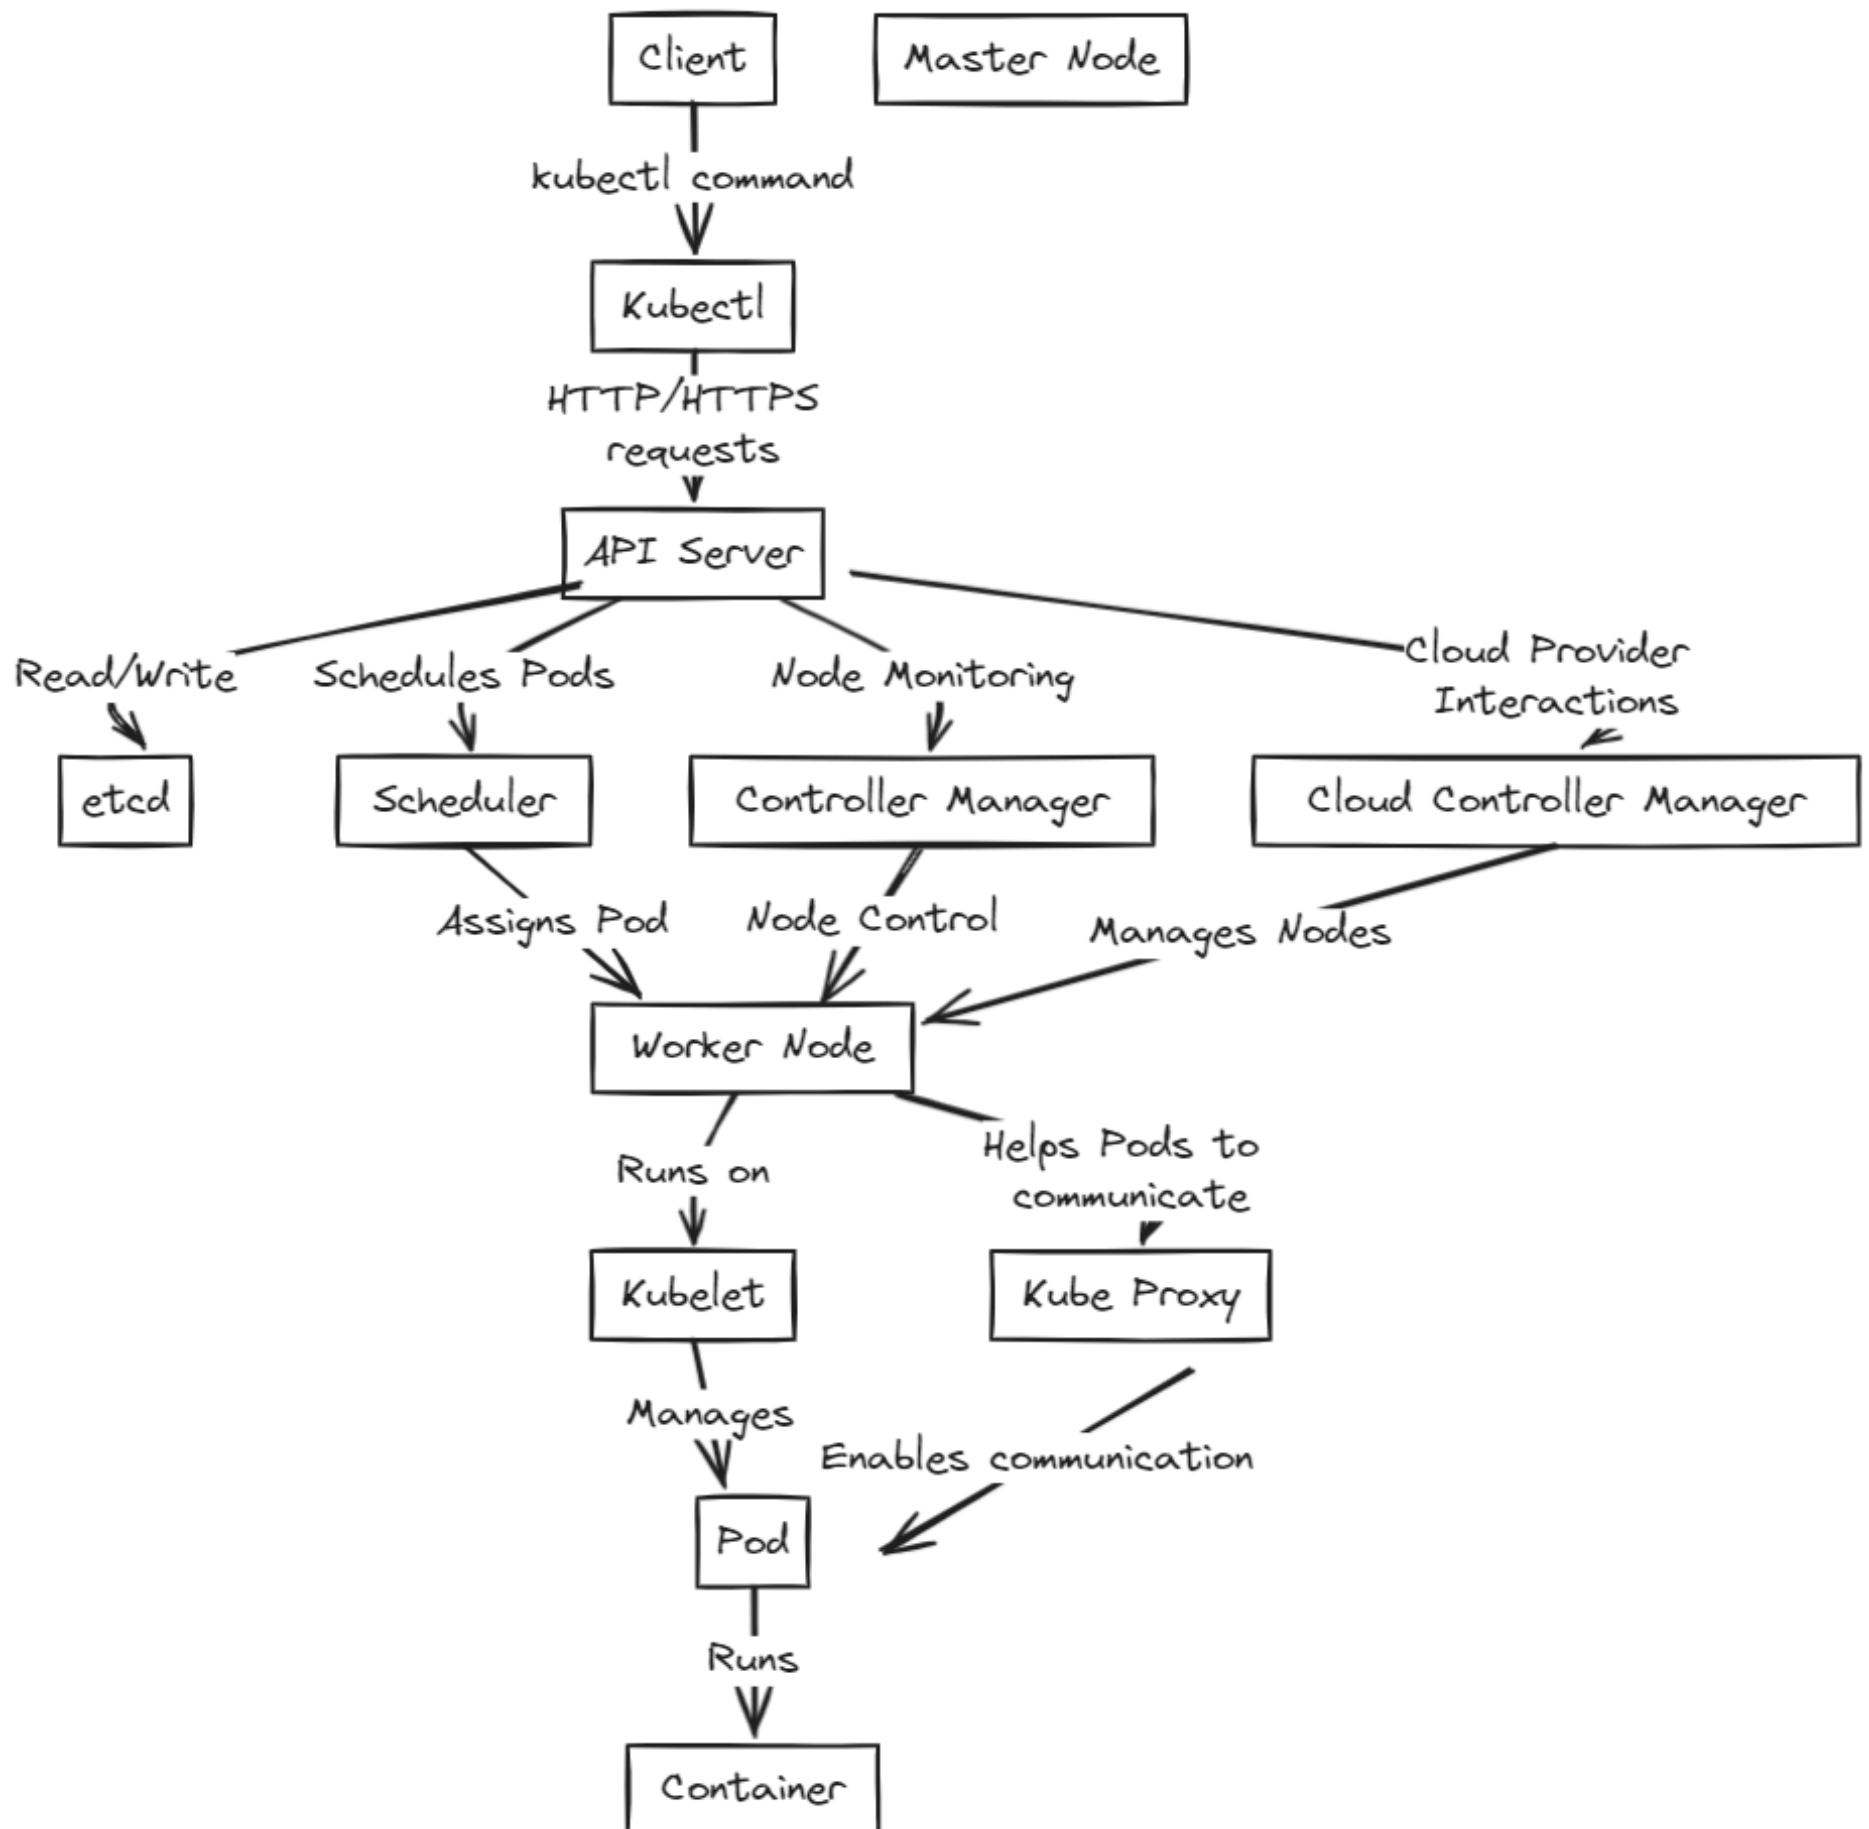 Client
Master Node
kubectl command
Kubectl
HTTP/HTTPS
requests
API Server
Read/Write
Schedules Pods
Node Monitoring
Cloud Provider
Interactions
etcd
Scheduler
Controller Manager
Cloud Controller Manager
Assigns Pod
Node Control
Manages Nodes
Worker Node
Runs on
Helps Pods to
communicate
Kubelet
Kube Proxy
Manages
Enables communication
Pod
Runs
Container